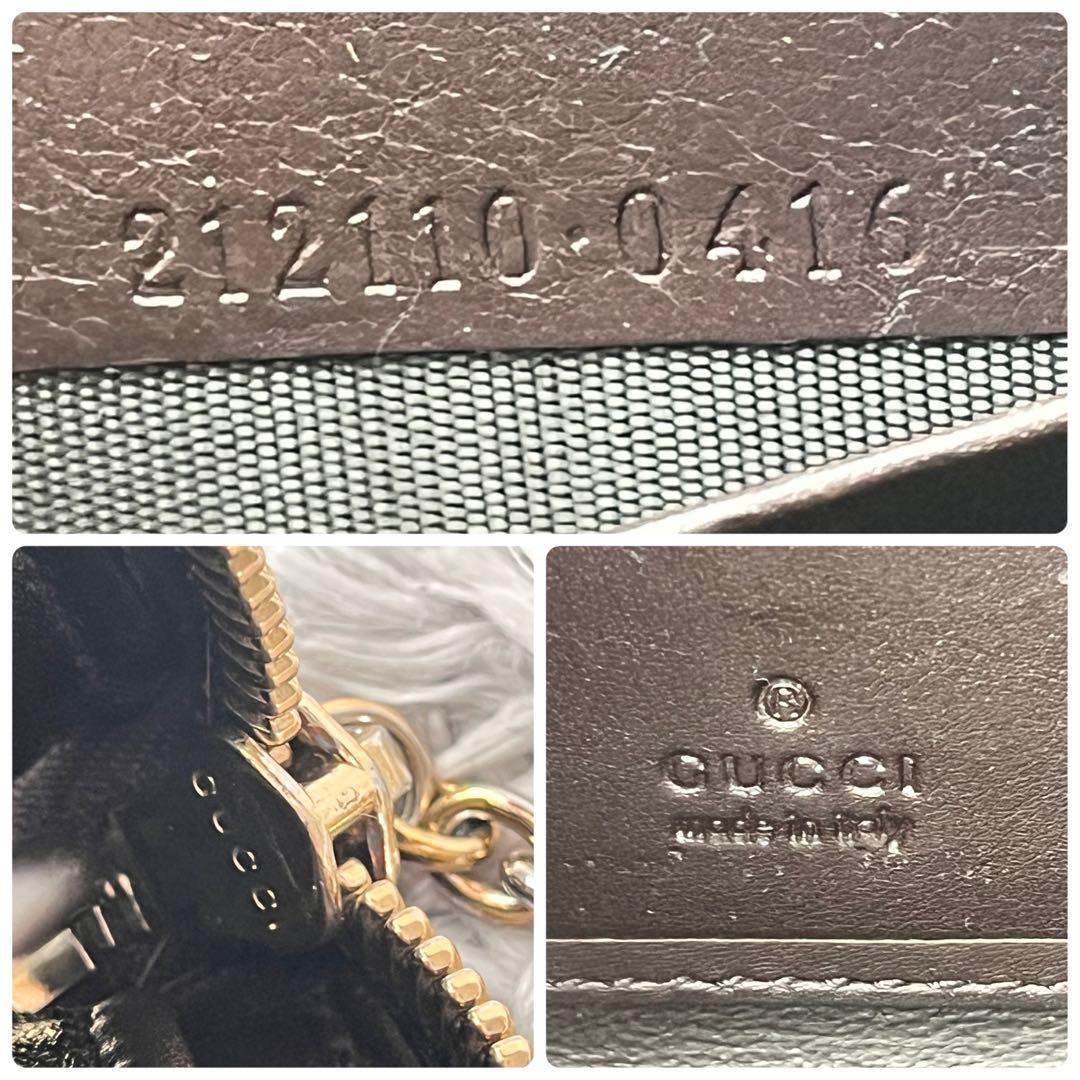 212110·0416
GUCCI
®
GUCCI
made in italy